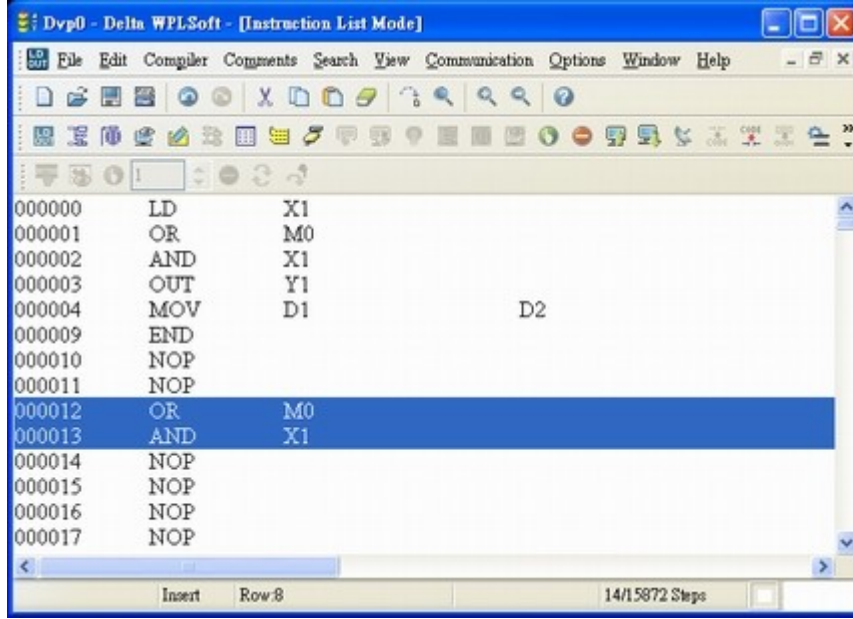 Dvp0 - Delta WPLSoft - [Instruction List Mode]
File Edit Compiler Comments Search View Communication Options Window Help
1
000000 LD X1
000001 OR M0
000002 AND X1
000003 OUT Y1
000004 MOV D1 D2
000009 END
000010 NOP
000011 NOP
000012 OR M0
000013 AND X1
000014 NOP
000015 NOP
000016 NOP
000017 NOP
Insert Row:8 14/15872 Steps